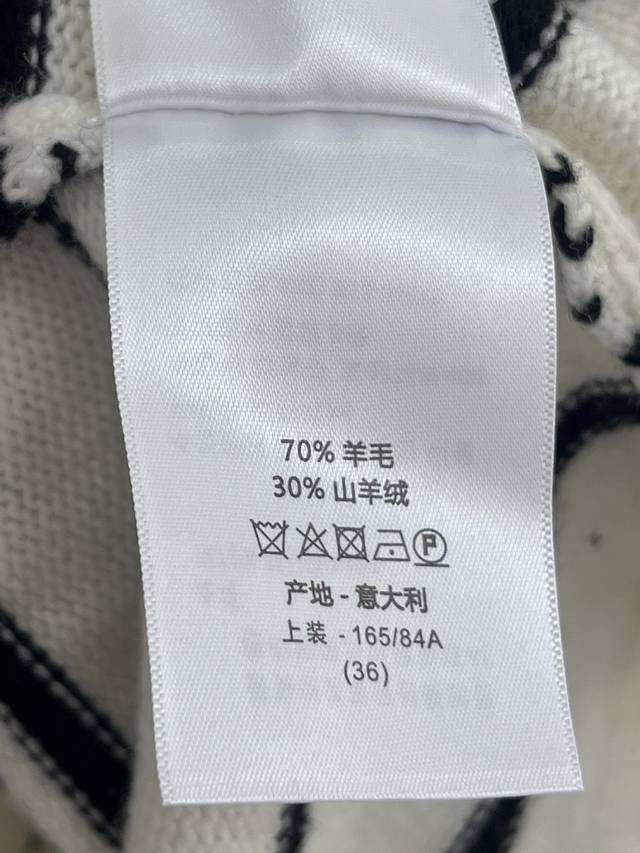 70% 羊毛
30% 山羊绒
P
产地 - 意大利
上装 - 165/84A
(36)